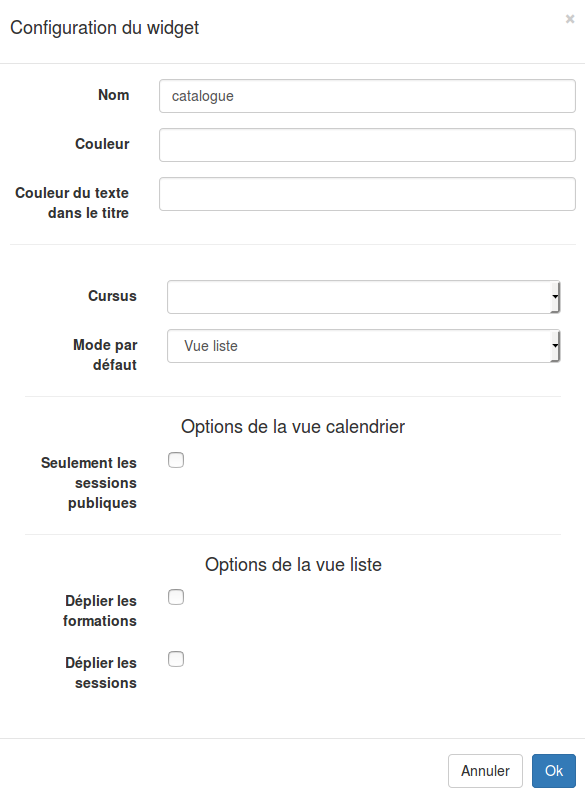 Configuration du widget
×
Nom
catalogue
Couleur
Couleur du texte
dans le titre
Cursus
Mode par
défaut
Vue liste
Options de la vue calendrier
Seulement les
sessions
publiques
Options de la vue liste
Déplier les
formations
Déplier les
sessions
Annuler
Ok